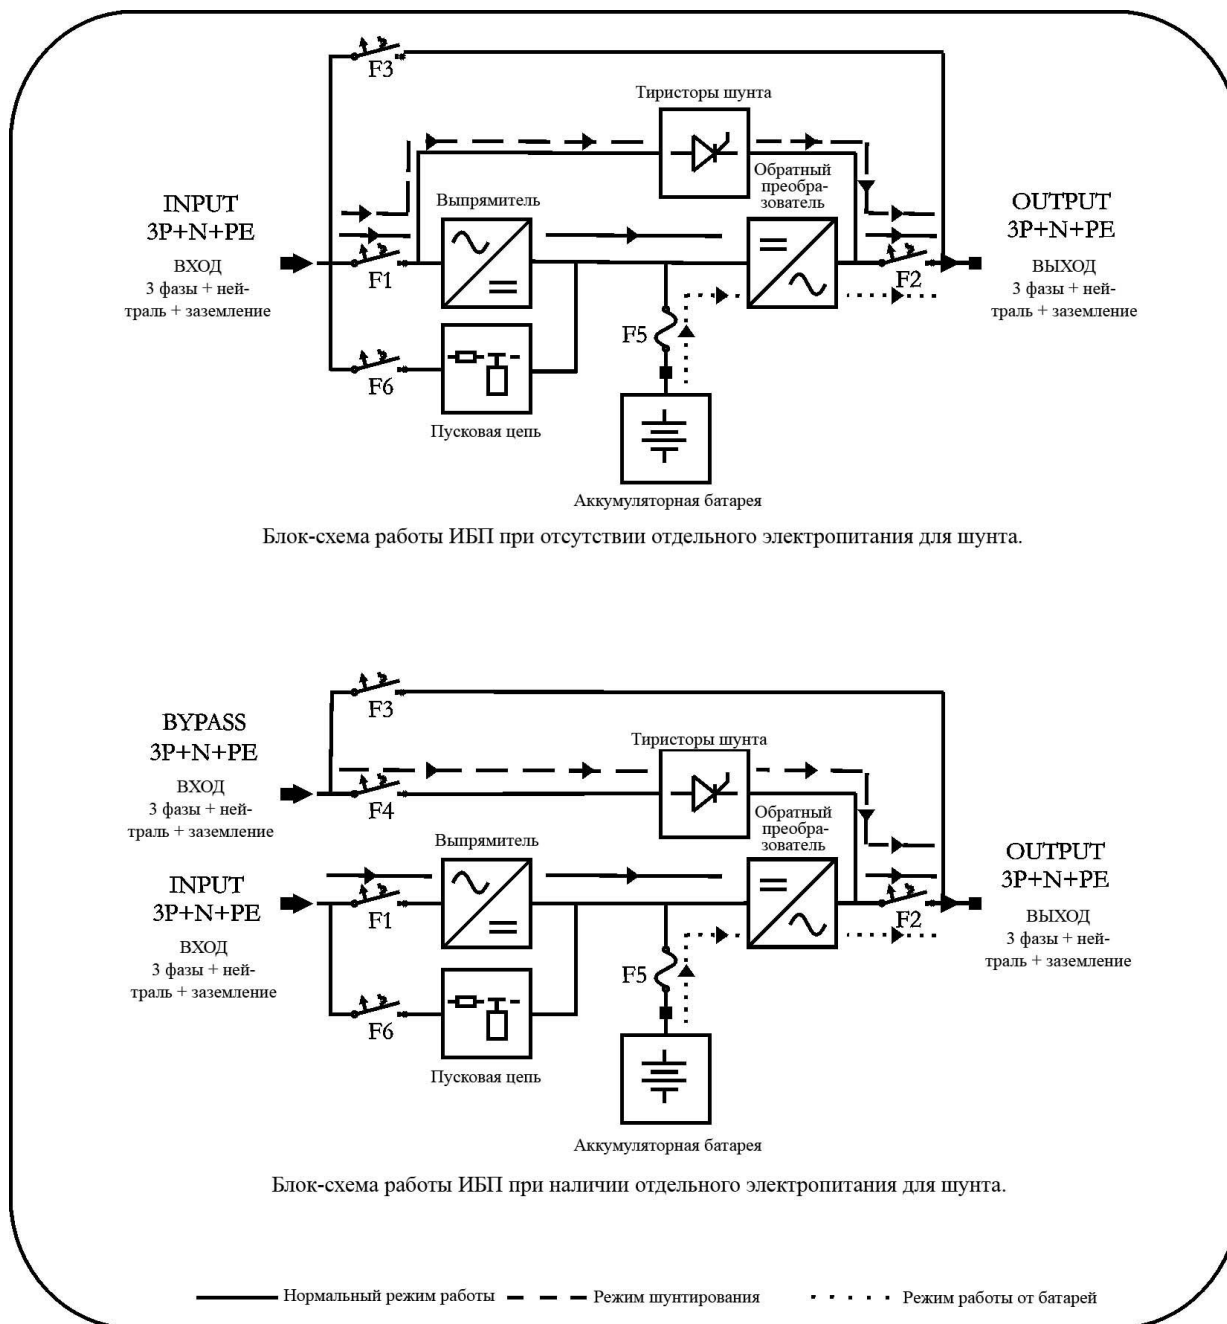 F3
Тиристоры шунта
Обратный
преобра-
зователь
Выпрямитель
INPUT
3P+N+PE
ВХОД
3 фазы + ней-
траль + заземление
F1
F2
OUTPUT
3P+N+PE
ВЫХОД
3 фазы + ней-
траль + заземление
F5
F6
Пусковая цепь
Аккумуляторная батарея
Блок-схема работы ИБП при отсутствии отдельного электропитания для шунта.
F3
BYPASS
3P+N+PE
ВХОД
3 фазы + ней-
траль + заземление
Тиристоры шунта
F4
Обратный
преобра-
зователь
Выпрямитель
INPUT
3P+N+PE
ВХОД
3 фазы + ней-
траль + заземление
F1
F2
OUTPUT
3P+N+PE
ВЫХОД
3 фазы + ней-
траль + заземление
F5
F6
Пусковая цепь
Аккумуляторная батарея
Блок-схема работы ИБП при наличии отдельного электропитания для шунта.
Нормальный режим работы
Режим шунтирования
Режим работы от батарей